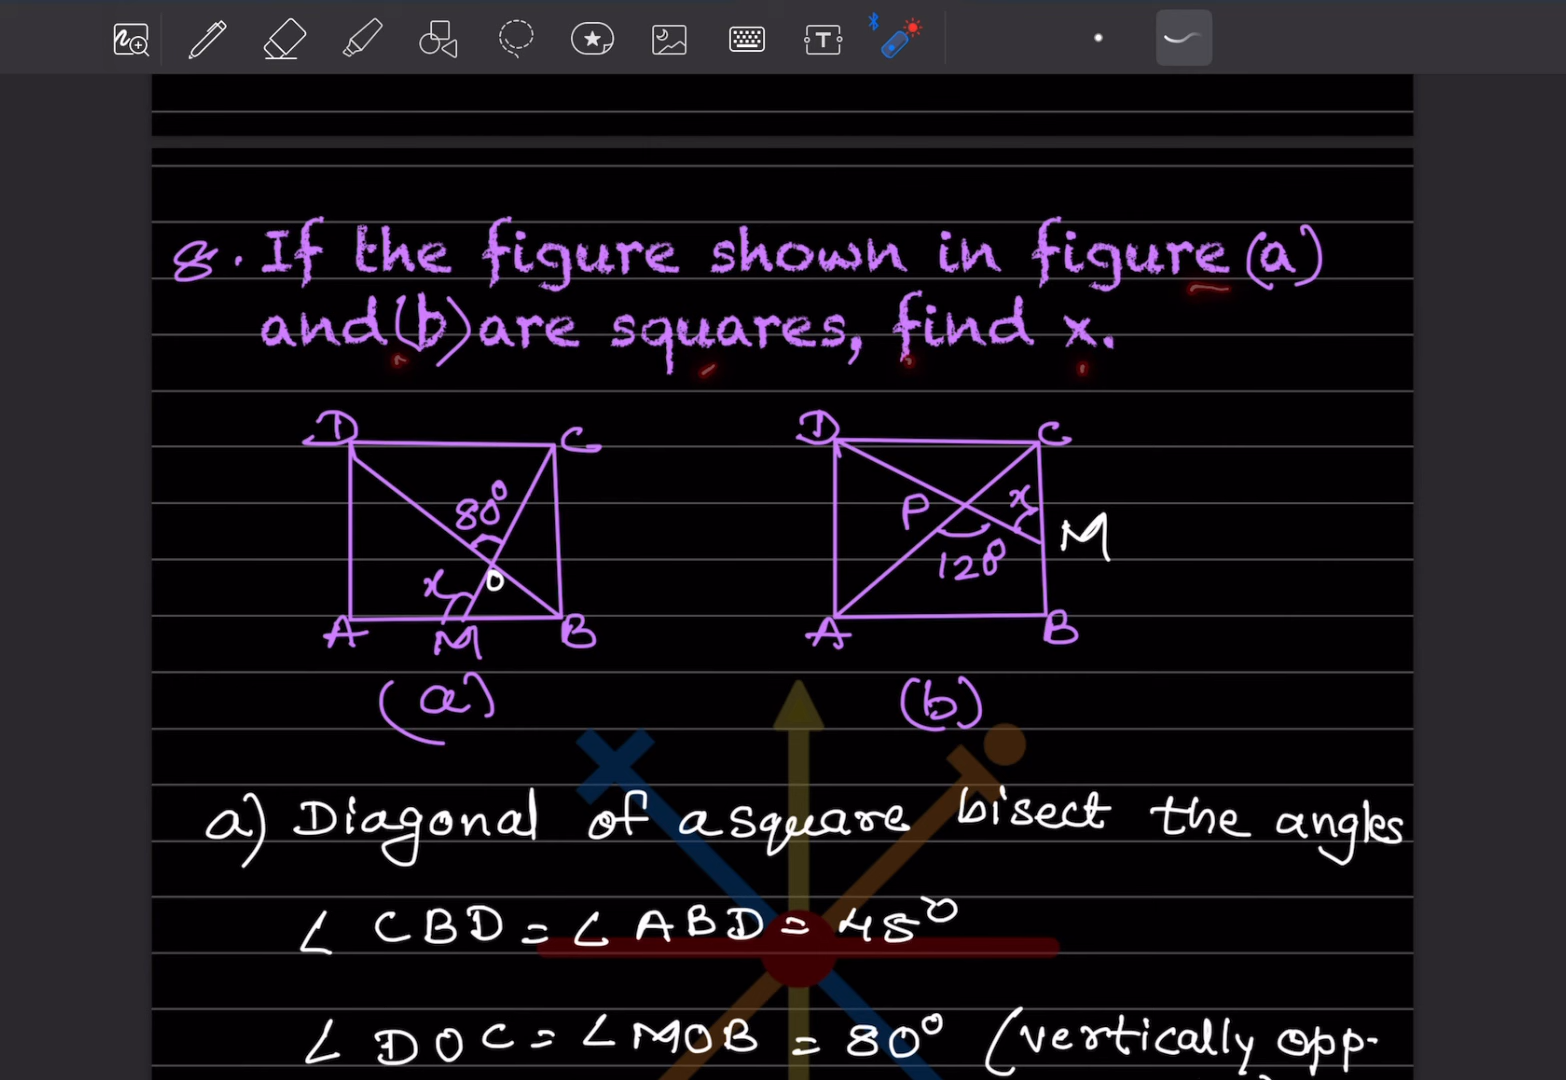 8. If the figure shown in figure (a)
and (b) are squares, find x.
D C
80°
x O
A M B
(a)
D C
P x
M
120°
A B
(b)
a) Diagonal of a square bisect the angles
∠ CBD = ∠ ABD = 45°
∠ DOC = ∠ MOB = 80° (vertically opp.